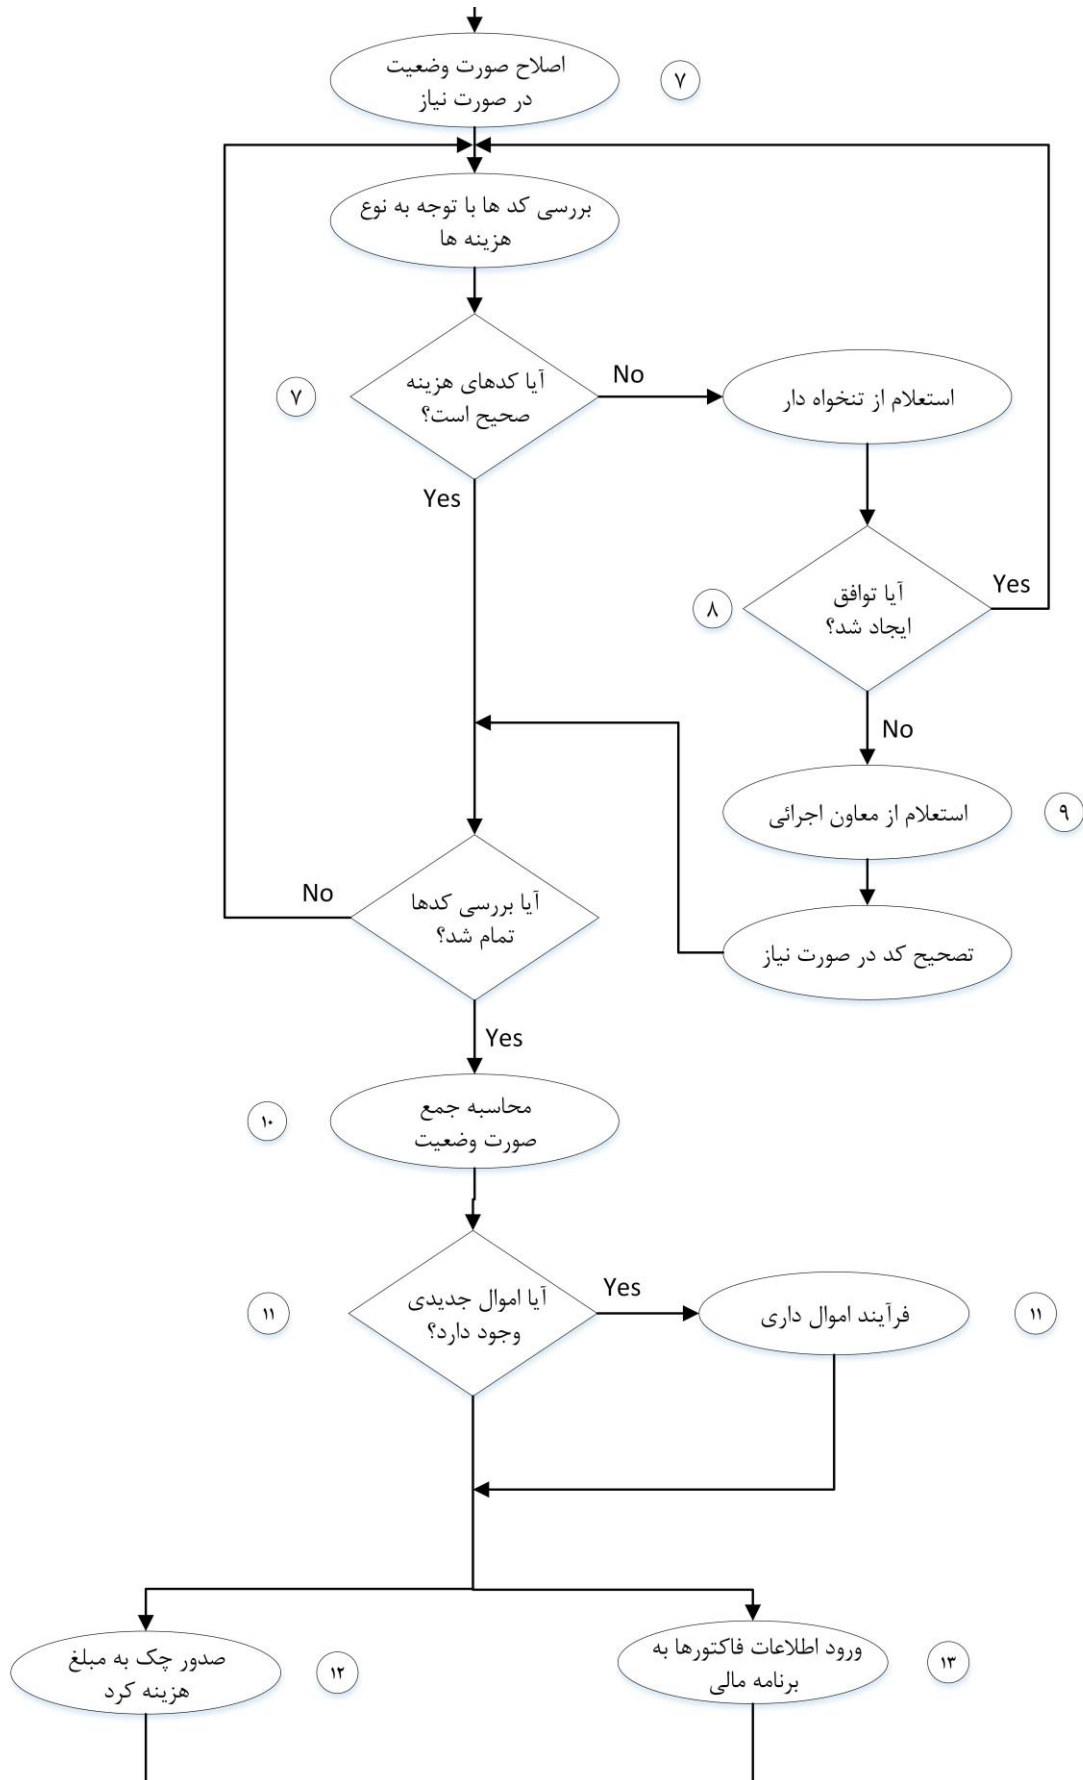 اصلاح صورت وضعیت
در صورت نیاز
۷
بررسی کد ها با توجه به نوع
هزینه ها
آیا کدهای هزینه
صحیح است؟
۷
No
استعلام از تنخواه دار
Yes
آیا توافق
ایجاد شد؟
۸
Yes
No
استعلام از معاون اجرائی
۹
آیا بررسی کدها
تمام شد؟
No
تصحیح کد در صورت نیاز
Yes
محاسبه جمع
صورت وضعیت
۱۰
آیا اموال جدیدی
وجود دارد؟
۱۱
Yes
فرآیند اموال داری
۱۱
صدور چک به مبلغ
هزینه کرد
۱۲
ورود اطلاعات فاکتورها به
برنامه مالی
۱۳